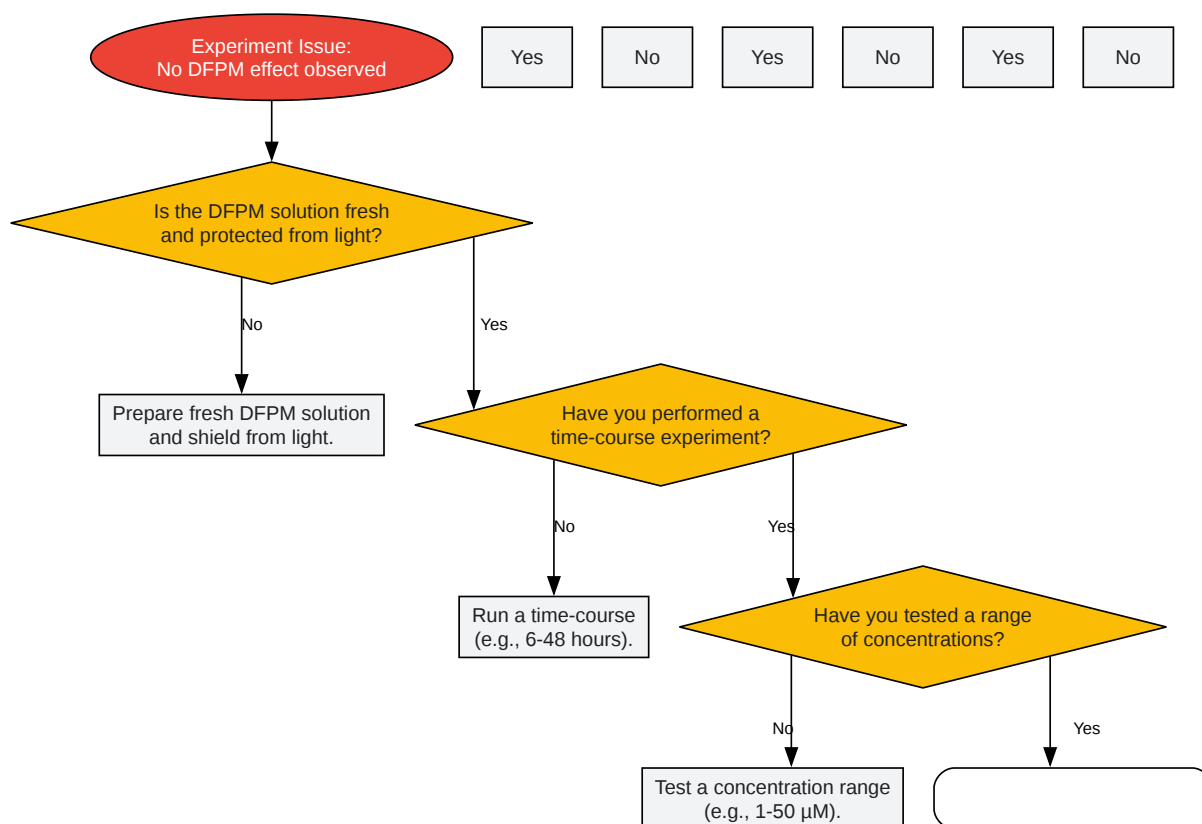 Experiment Issue:
No DFPM effect observed
Yes
No
Yes
No
Yes
No
Is the DFPM solution fresh
and protected from light?
No
Yes
Prepare fresh DFPM solution
and shield from light.
Have you performed a
time-course experiment?
No
Yes
Run a time-course
(e.g., 6-48 hours).
Have you tested a range
of concentrations?
No
Yes
Test a concentration range
(e.g., 1-50 µM).